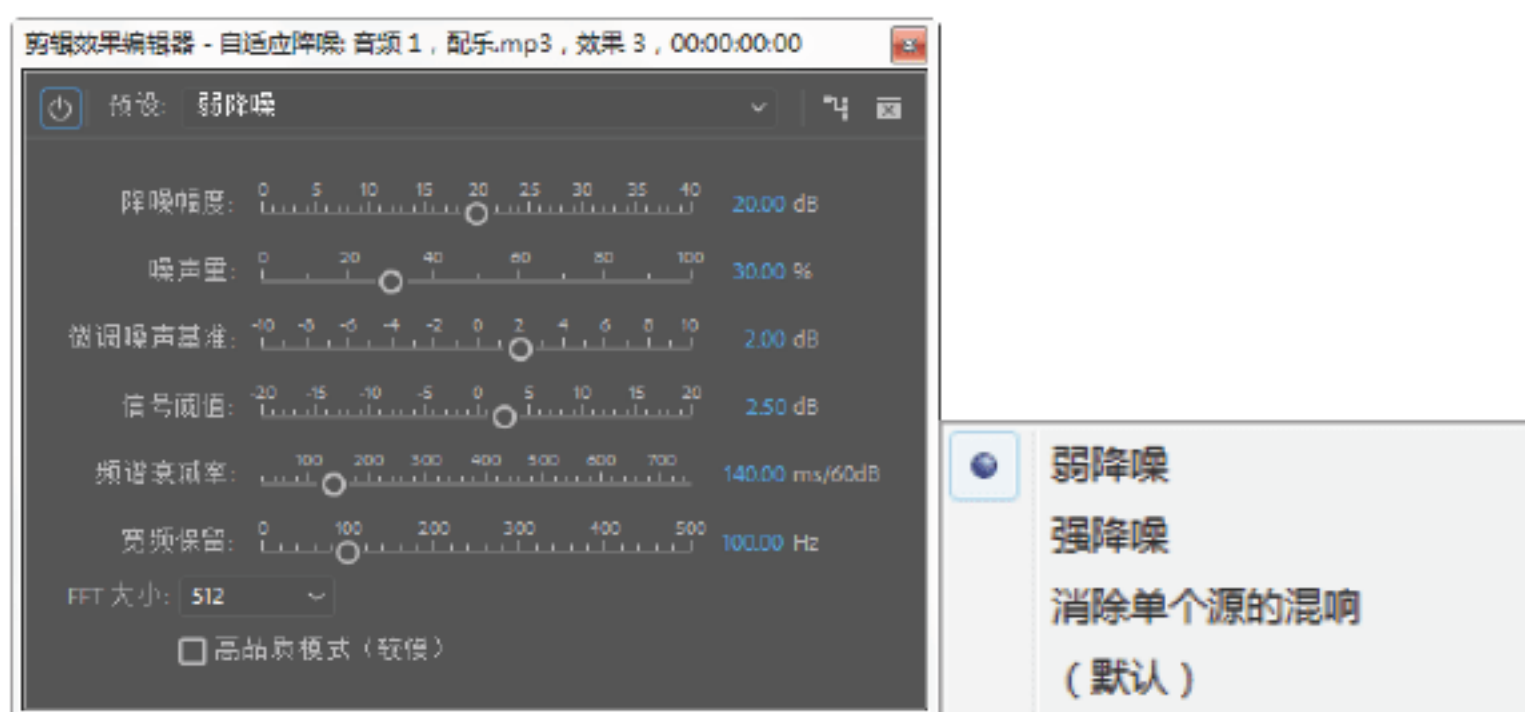 剪辑效果编辑器 - 自适应降噪: 音频 1，配乐.mp3，效果 3，00:00:00:00
预设: 弱降噪
0 5 10 15 20 25 30 35 40
降噪幅度: 20.00 dB
0 20 40 60 80 100
噪声量: 30.00 %
-10 -8 -6 -4 -2 0 2 4 6 8 10
微调噪声基准: 2.00 dB
-20 -15 -10 -5 0 5 10 15 20
信号阈值: 2.50 dB
100 200 300 400 500 600 700
频谱衰减率: 140.00 ms/60dB
0 100 200 300 400 500
宽频保留: 100.00 Hz
FFT 大小: 512
高品质模式（较慢）
弱降噪
强降噪
消除单个源的混响
（默认）